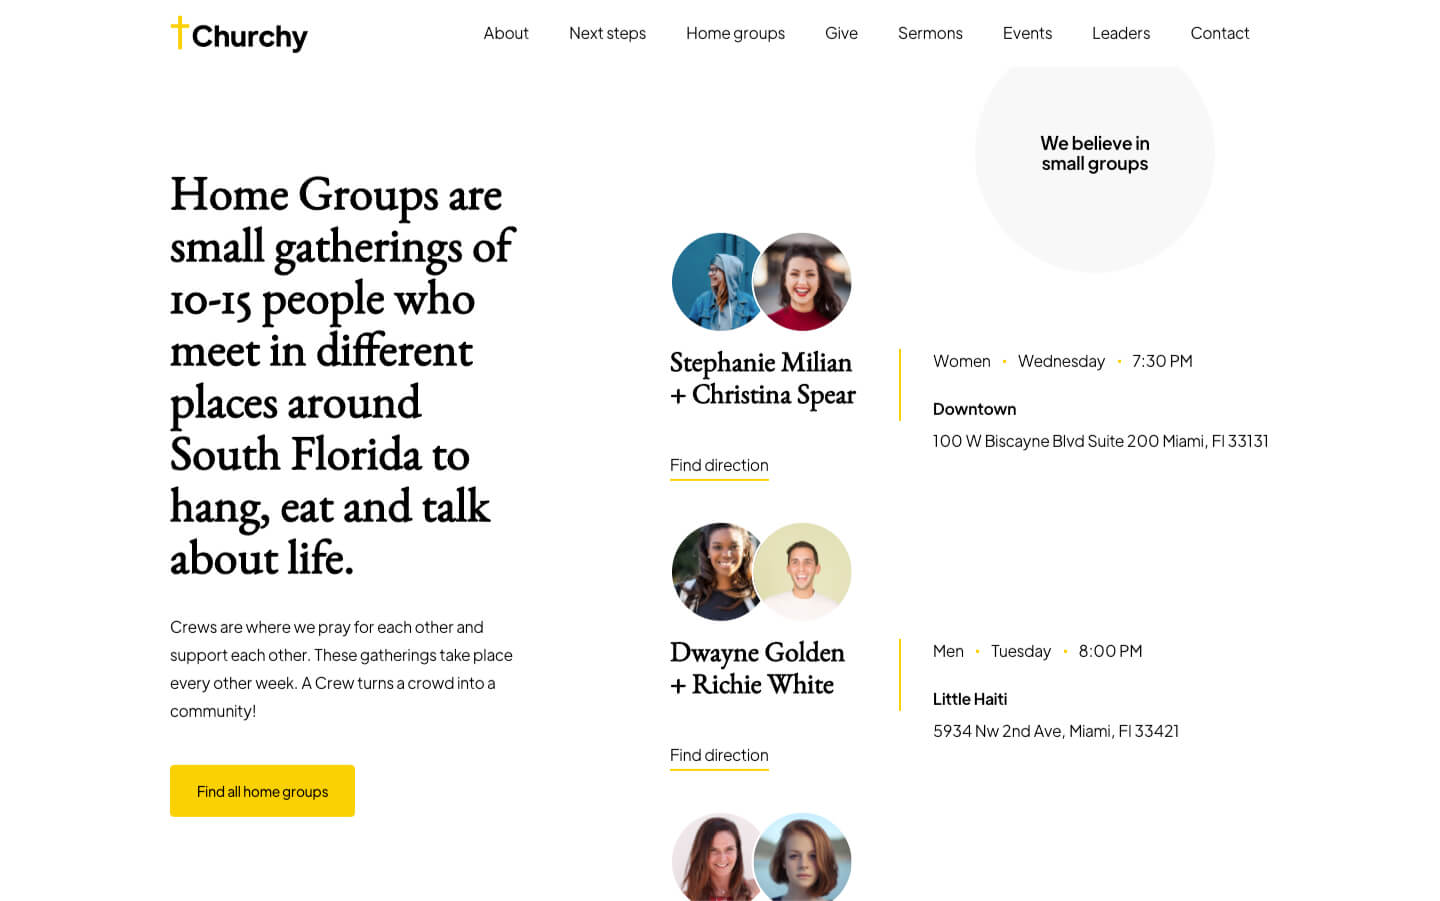 Churchy
About
Next steps
Home groups
Give
Sermons
Events
Leaders
Contact
We believe in
small groups
Home Groups are
small gatherings of
10-15 people who
meet in different
places around
South Florida to
hang, eat and talk
about life.
Crews are where we pray for each other and
support each other. These gatherings take place
every other week. A Crew turns a crowd into a
community!
Find all home groups
Stephanie Milian
+ Christina Spear
Find direction
Women • Wednesday • 7:30 PM
Downtown
100 W Biscayne Blvd Suite 200 Miami, Fl 33131
Dwayne Golden
+ Richie White
Find direction
Men • Tuesday • 8:00 PM
Little Haiti
5934 Nw 2nd Ave, Miami, Fl 33421